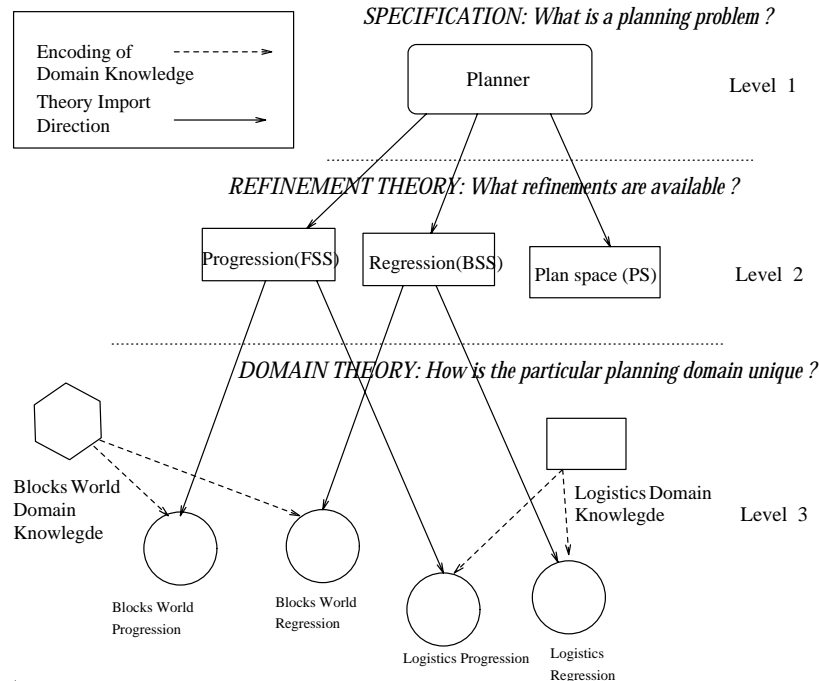 SPECIFICATION: What is a planning problem ?
Encoding of
Domain Knowledge
Theory Import
Direction
Planner
Level 1
REFINEMENT THEORY: What refinements are available ?
Progression(FSS)
Regression(BSS)
Plan space (PS)
Level 2
DOMAIN THEORY: How is the particular planning domain unique ?
Blocks World
Domain
Knowlegde
Logistics Domain
Knowlegde
Level 3
Blocks World
Progression
Blocks World
Regression
Logistics Progression
Logistics
Regression